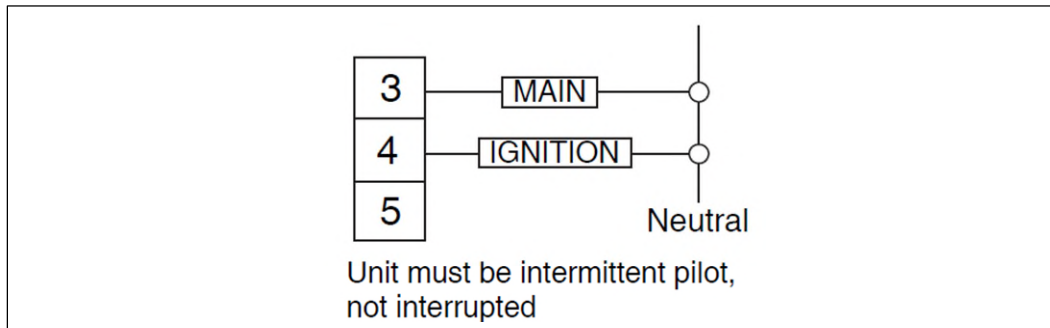 3
MAIN
4
IGNITION
5
Neutral
Unit must be intermittent pilot,
not interrupted